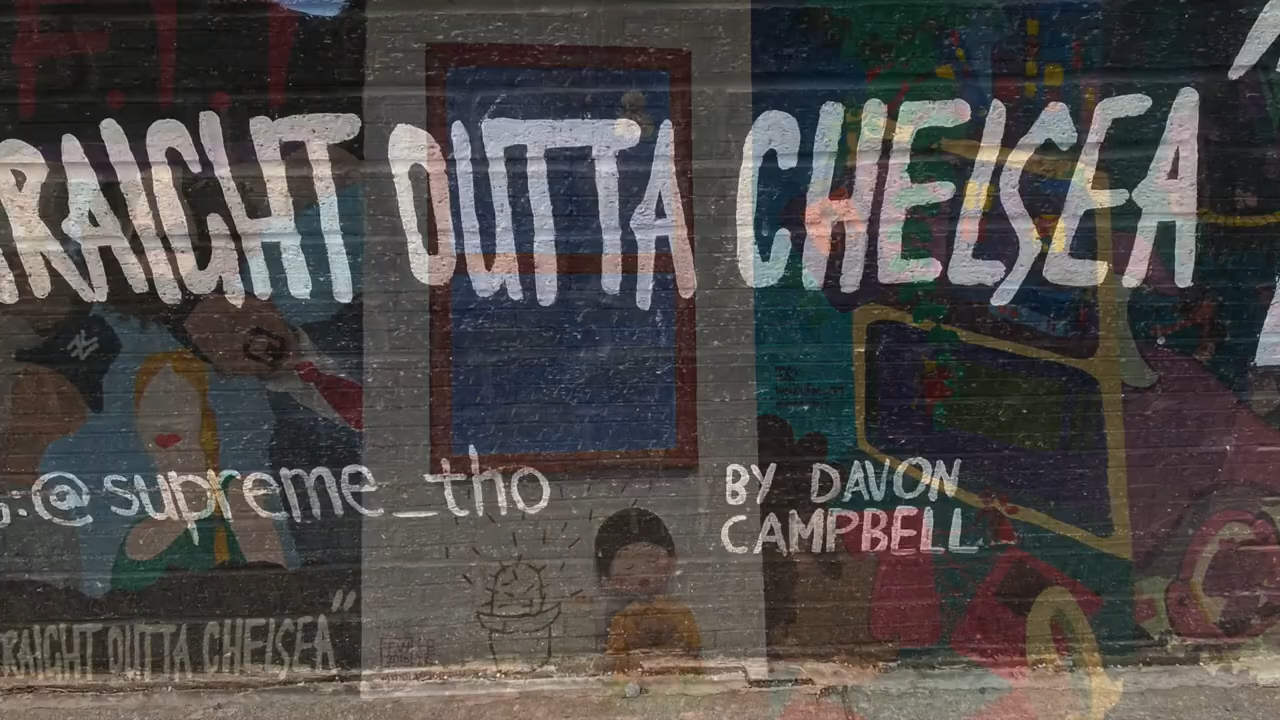 F.I.T
RAIGHT OUTTA CHELSEA
:@supreme_tho
BY DAVON
CAMPBELL
RAIGHT OUTTA CHELSEA"